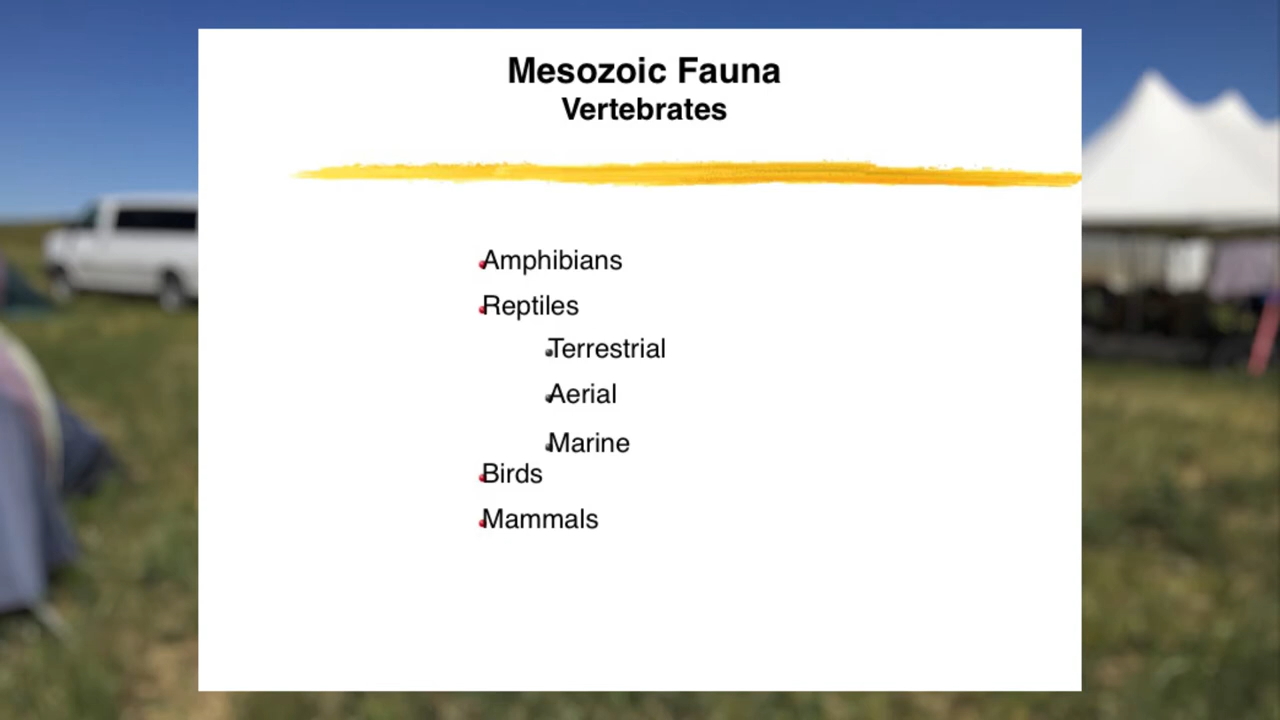 Mesozoic Fauna
Vertebrates
Amphibians
Reptiles
Terrestrial
Aerial
Marine
Birds
Mammals